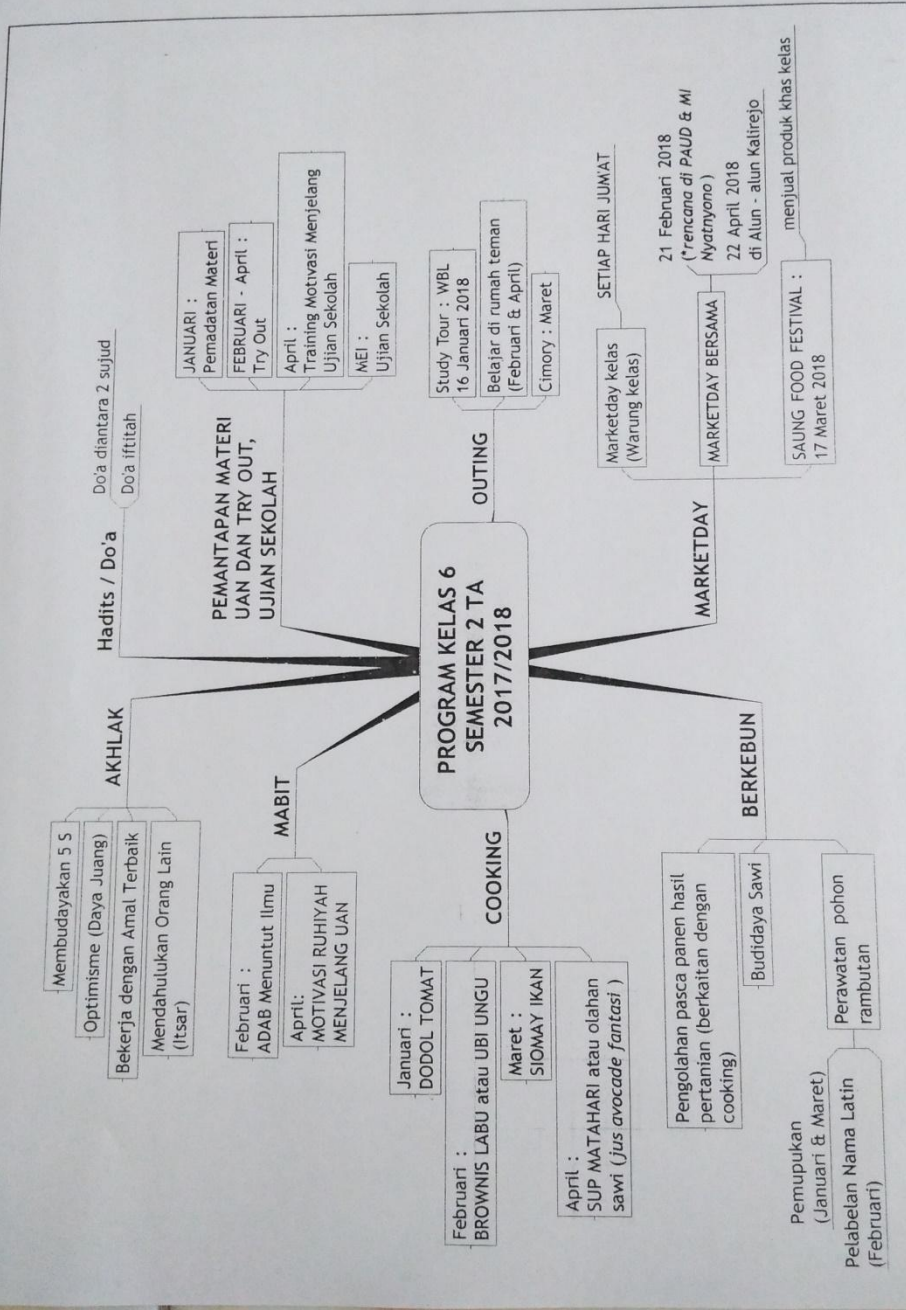 PROGRAM KELAS 6
SEMESTER 2 TA
2017/2018
Hadits / Do'a
Do'a diantara 2 sujud
Do'a iftitah
PEMANTAPAN MATERI
UAN DAN TRY OUT,
UJIAN SEKOLAH
JANUARI :
Pemadatan Materi
FEBRUARI - April :
Try Out
April :
Training Motivasi Menjelang
Ujian Sekolah
MEI :
Ujian Sekolah
OUTING
Study Tour : WBL
16 Januari 2018
Belajar di rumah teman
(Februari & April)
Cimory : Maret
MARKETDAY
Marketday kelas
(Warung kelas)
SETIAP HARI JUM'AT
MARKETDAY BERSAMA
21 Februari 2018
(*rencana di PAUD & MI
Nyatnyono )
22 April 2018
di Alun - alun Kalirejo
SAUNG FOOD FESTIVAL :
17 Maret 2018
menjual produk khas kelas
AKHLAK
Membudayakan 5 S
Optimisme (Daya Juang)
Bekerja dengan Amal Terbaik
Mendahulukan Orang Lain
(Itsar)
MABIT
Februari :
ADAB Menuntut Ilmu
April:
MOTIVASI RUHIYAH
MENJELANG UAN
COOKING
Januari :
DODOL TOMAT
Februari :
BROWNIS LABU atau UBI UNGU
Maret :
SIOMAY IKAN
April :
SUP MATAHARI atau olahan
sawi (jus avocade fantasi )
BERKEBUN
Pengolahan pasca panen hasil
pertanian (berkaitan dengan
cooking)
Budidaya Sawi
Perawatan pohon
rambutan
Pemupukan
(Januari & Maret)
Pelabelan Nama Latin
(Februari)